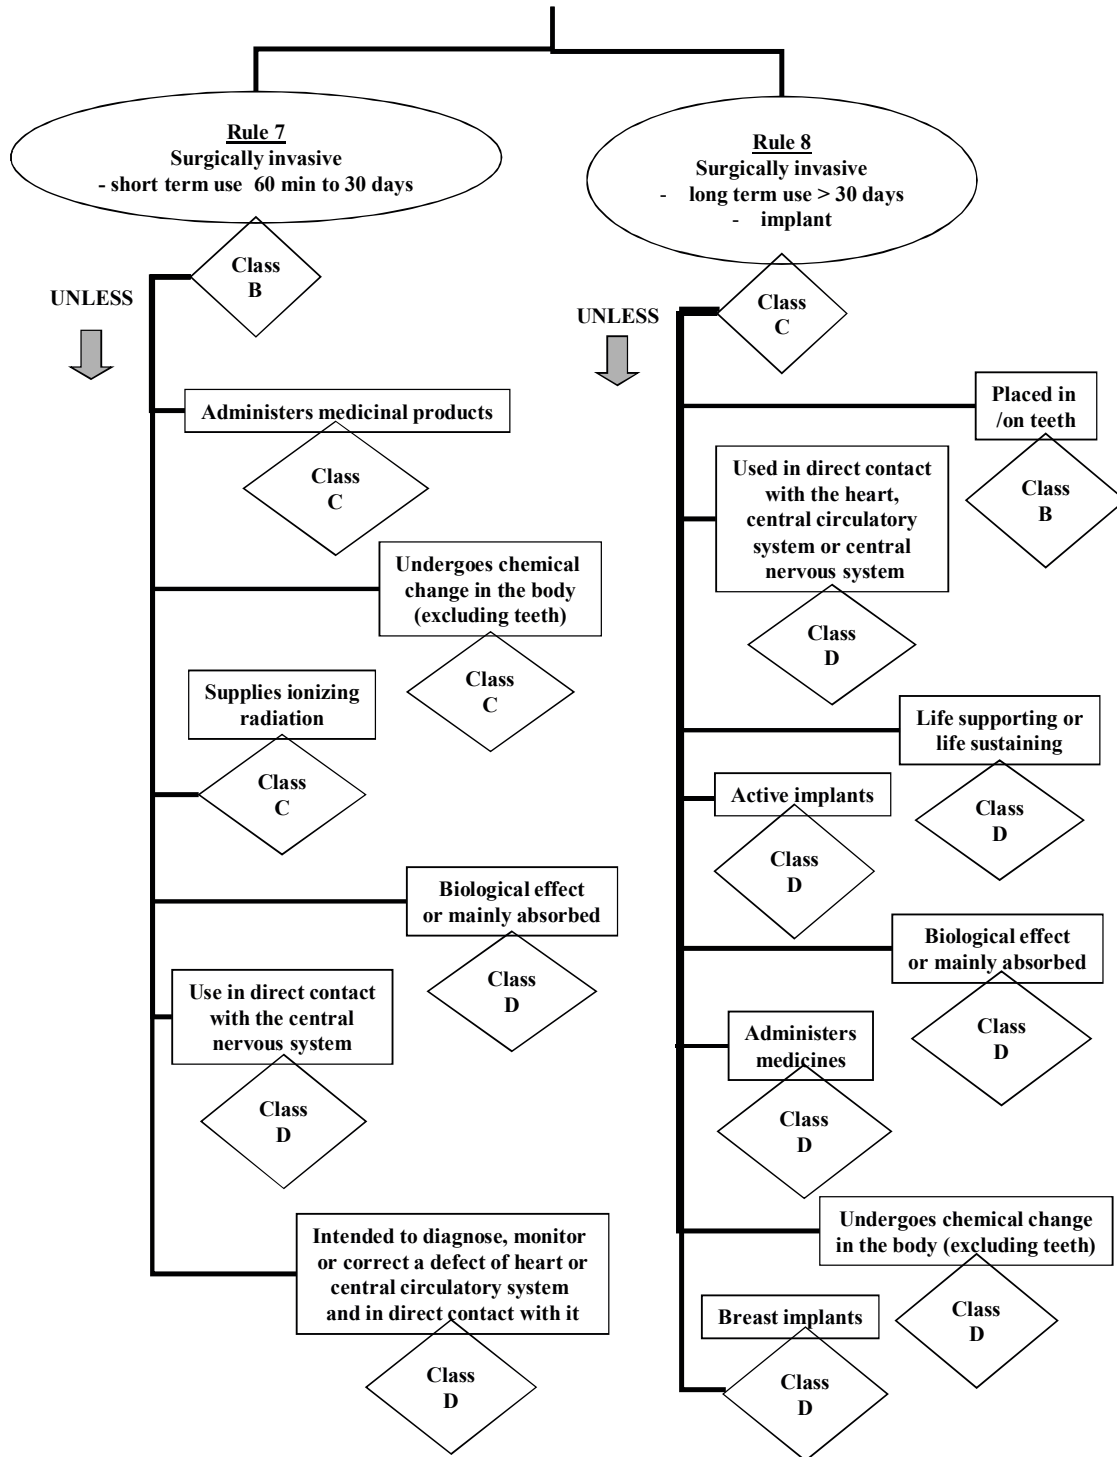 Rule 7
Surgically invasive
- short term use 60 min to 30 days
Class
B
UNLESS
Administers medicinal products
Class
C
Undergoes chemical
change in the body
(excluding teeth)
Class
C
Supplies ionizing
radiation
Class
C
Biological effect
or mainly absorbed
Class
D
Use in direct contact
with the central
nervous system
Class
D
Intended to diagnose, monitor
or correct a defect of heart or
central circulatory system
and in direct contact with it
Class
D
Rule 8
Surgically invasive
- long term use > 30 days
- implant
Class
C
UNLESS
Placed in
/on teeth
Class
B
Used in direct contact
with the heart,
central circulatory
system or central
nervous system
Class
D
Life supporting or
life sustaining
Class
D
Active implants
Class
D
Biological effect
or mainly absorbed
Class
D
Administers
medicines
Class
D
Undergoes chemical change
in the body (excluding teeth)
Class
D
Breast implants
Class
D